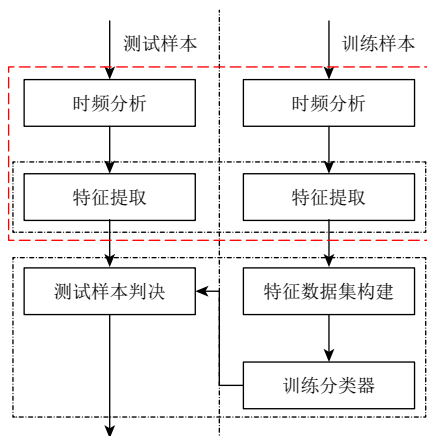 测试样本
训练样本
时频分析
时频分析
特征提取
特征提取
测试样本判决
特征数据集构建
训练分类器